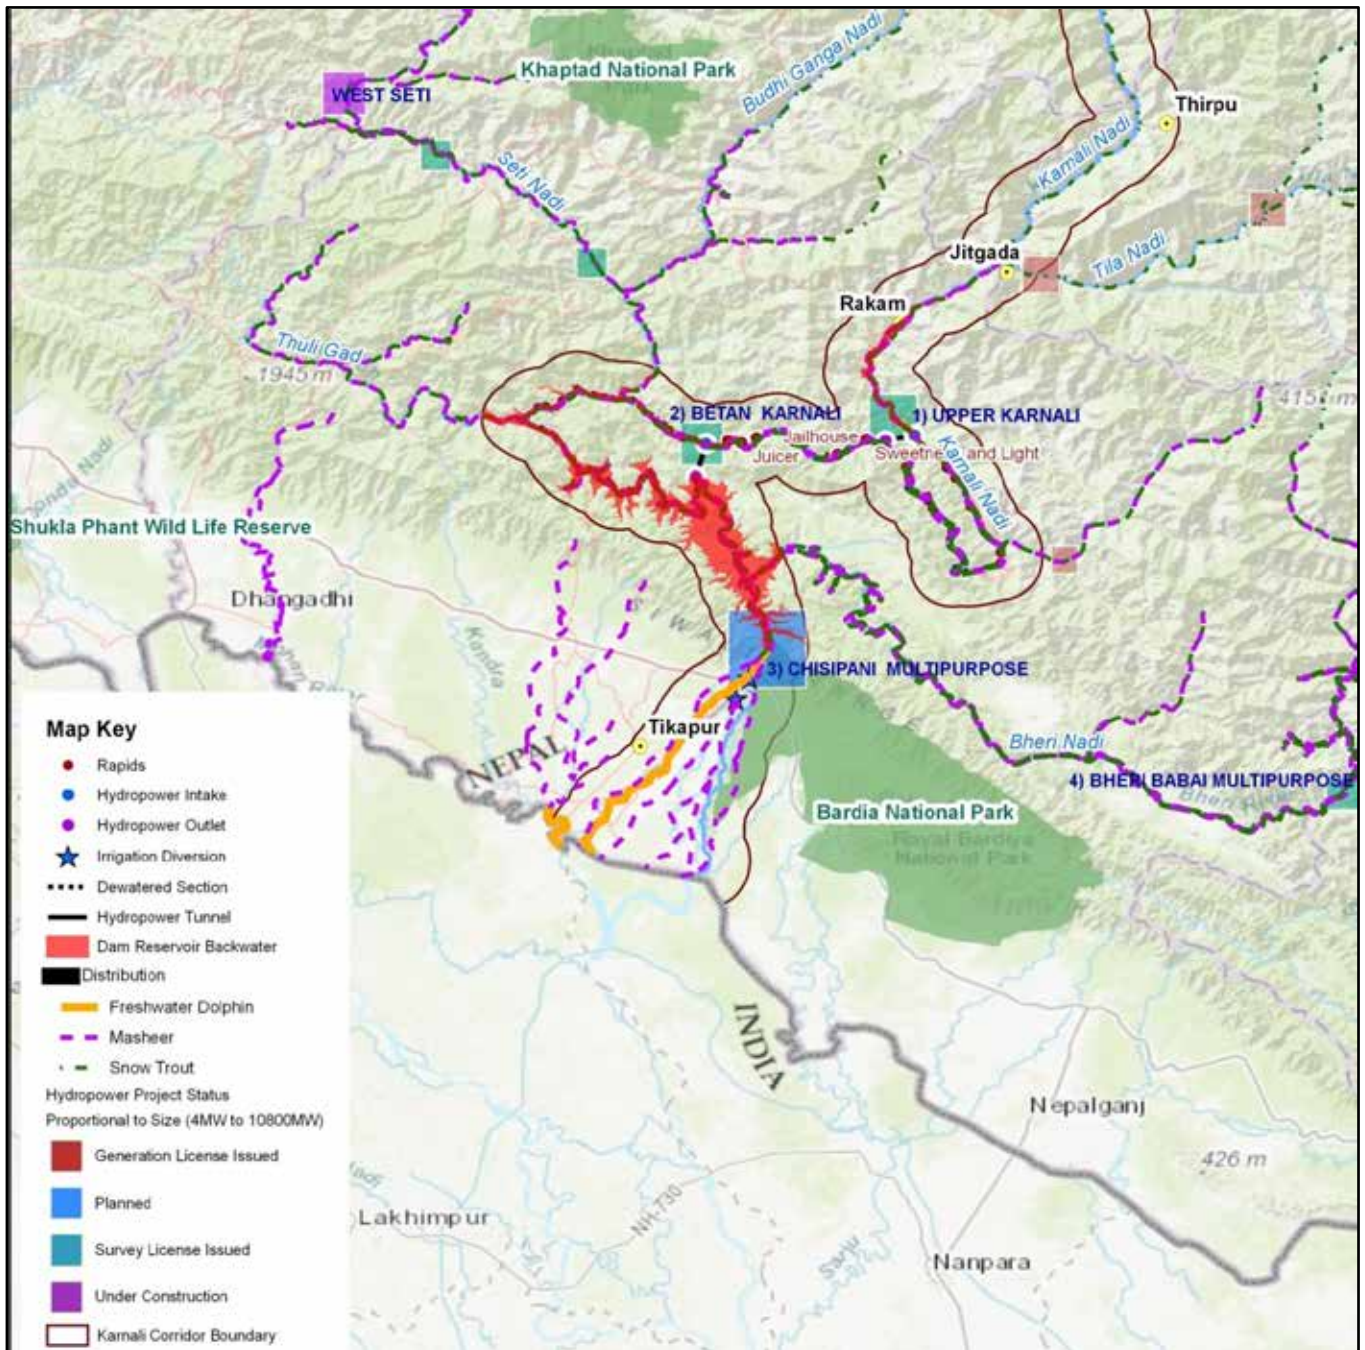 Khaptad National Park
Budhi Ganga Nadi
WEST SETI
Thirpu
Karnali Nadi
Seti Nadi
Jitgada
Tila Nadi
Rakam
Thuli Gad
1945 m
4151 m
2) BETAN KARNALI
1) UPPER KARNALI
Jailhouse
Juicer
Sweetness and Light
Karnali Nadi
Shukla Phant Wild Life Reserve
Dhangadhi
Kandra
3) CHISIPANI MULTIPURPOSE
Tikapur
NEPAL
Bheri Nadi
4) BHERI BABAI MULTIPURPOSE
Bardia National Park
Royal Bardiya
National Park
INDIA
Nepalganj
426 m
Lakhimpur
NH-730
Sarju
Nanpara
Map Key
Rapids
Hydropower Intake
Hydropower Outlet
Irrigation Diversion
Dewatered Section
Hydropower Tunnel
Dam Reservoir Backwater
Distribution
Freshwater Dolphin
Masheer
Snow Trout
Hydropower Project Status
Proportional to Size (4MW to 10800MW)
Generation License Issued
Planned
Survey License Issued
Under Construction
Karnali Corridor Boundary